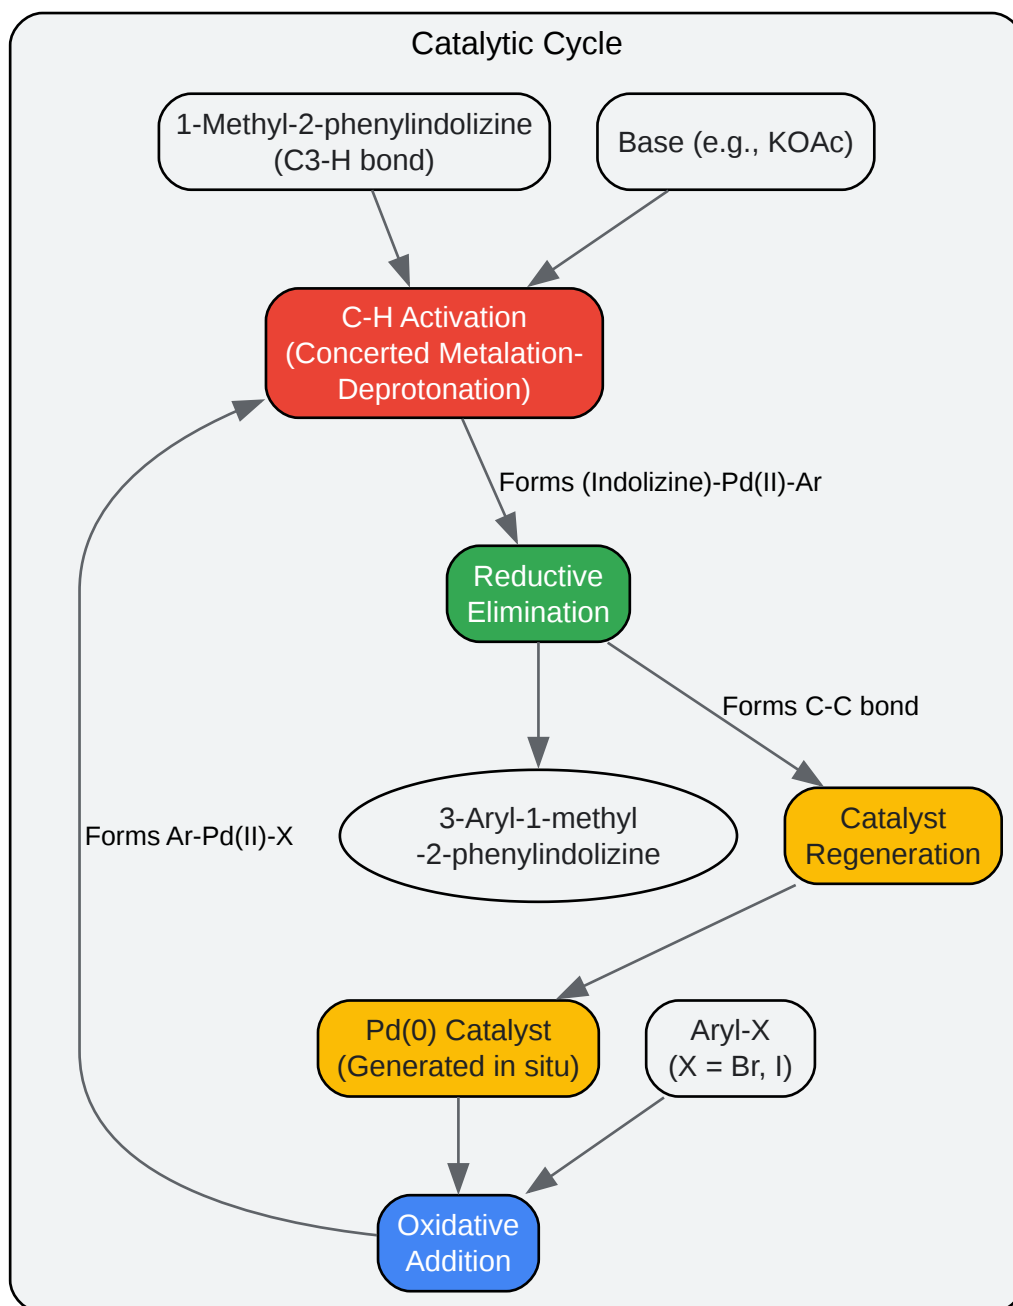 Catalytic Cycle
1-Methyl-2-phenylindolizine
(C3-H bond)
Base (e.g., KOAc)
C-H Activation
(Concerted Metalation-
Deprotonation)
Forms (Indolizine)-Pd(II)-Ar
Reductive
Elimination
Forms C-C bond
Forms Ar-Pd(II)-X
3-Aryl-1-methyl
-2-phenylindolizine
Catalyst
Regeneration
Pd(0) Catalyst
(Generated in situ)
Aryl-X
(X = Br, I)
Oxidative
Addition